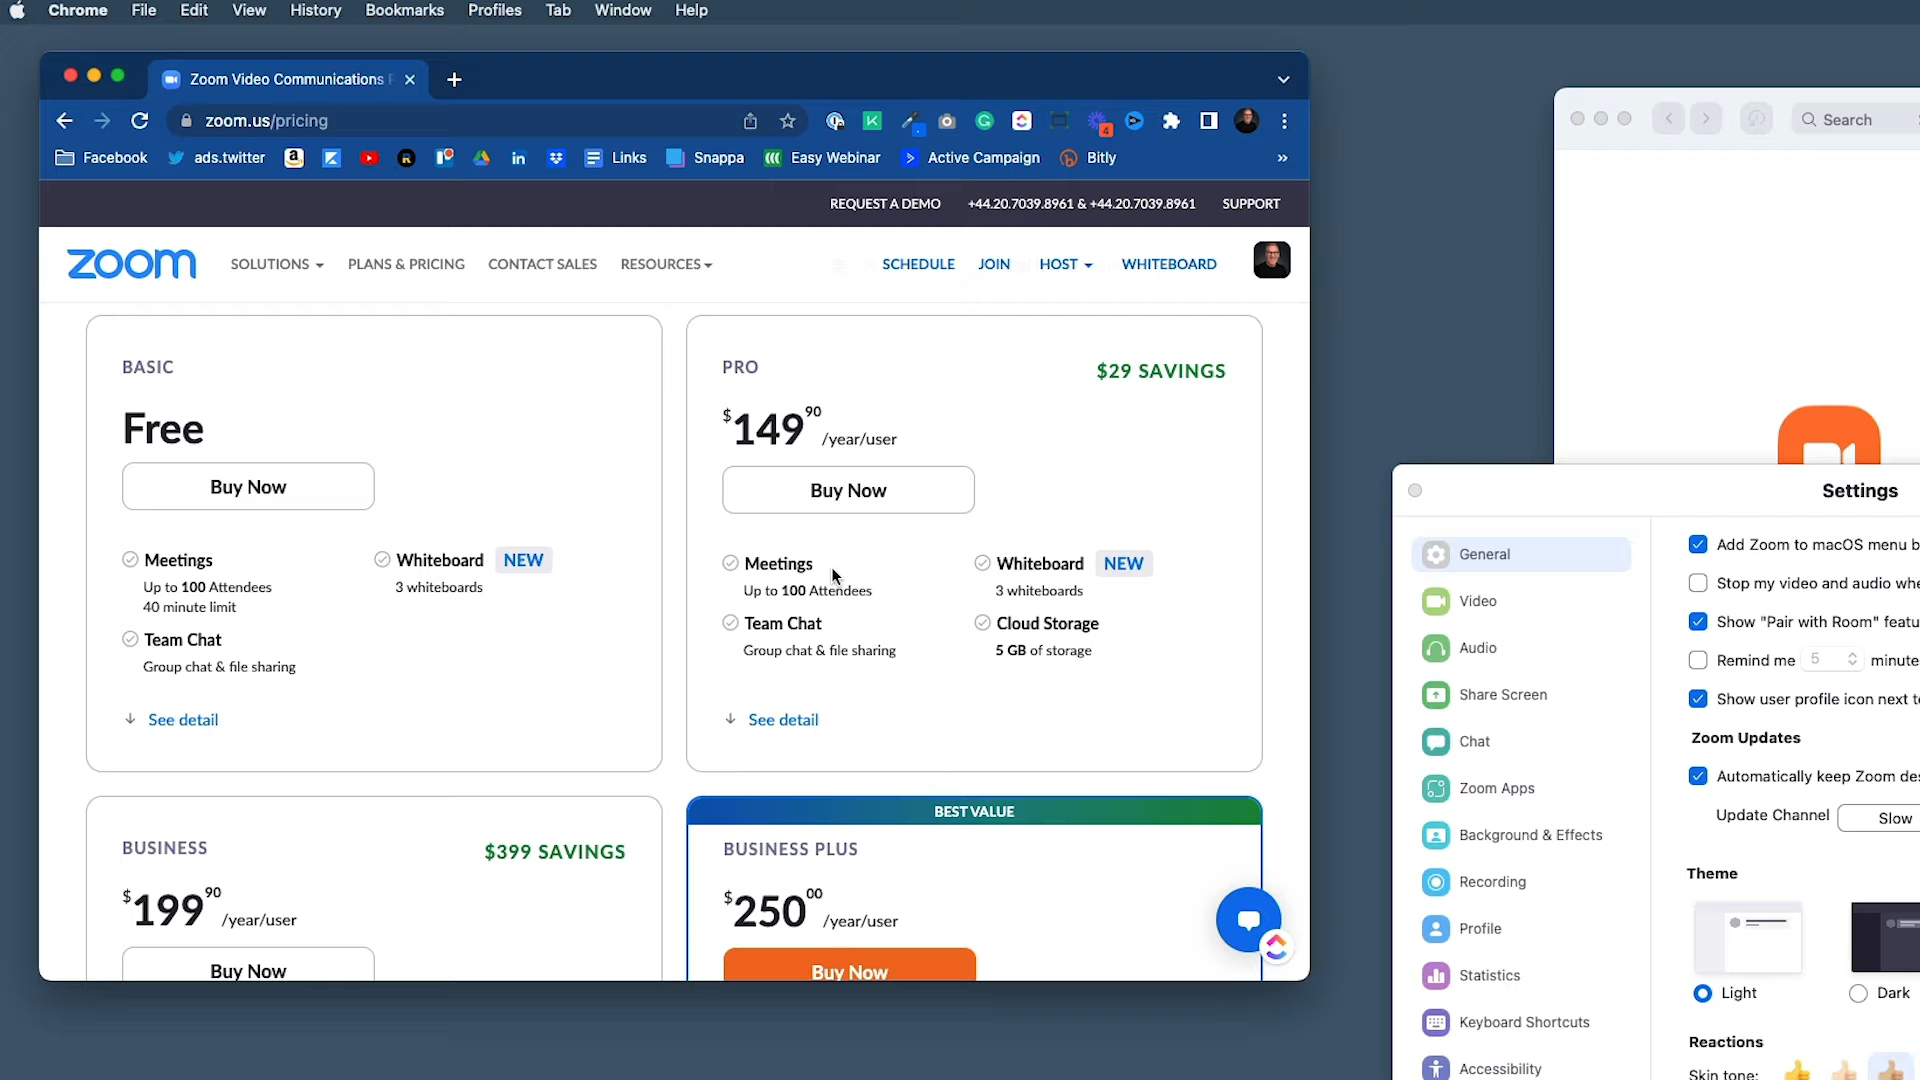 Chrome File Edit View History Bookmarks Profiles Tab Window Help
Zoom Video Communications
zoom.us/pricing
4
Facebook ads.twitter Links Snappa Easy Webinar Active Campaign Bitly »
REQUEST A DEMO +44.20.7039.8961 & +44.20.7039.8961 SUPPORT
zoom SOLUTIONS PLANS & PRICING CONTACT SALES RESOURCES SCHEDULE JOIN HOST WHITEBOARD
BASIC
Free
Buy Now
Meetings
Up to 100 Attendees
40 minute limit
Whiteboard NEW
3 whiteboards
Team Chat
Group chat & file sharing
See detail
PRO
$29 SAVINGS
$149 90 /year/user
Buy Now
Meetings
Up to 100 Attendees
Whiteboard NEW
3 whiteboards
Team Chat
Group chat & file sharing
Cloud Storage
5 GB of storage
See detail
BUSINESS
$399 SAVINGS
$199 90 /year/user
Buy Now
BEST VALUE
BUSINESS PLUS
$250 00 /year/user
Buy Now
Search
Settings
General
Video
Audio
Share Screen
Chat
Zoom Apps
Background & Effects
Recording
Profile
Statistics
Keyboard Shortcuts
Accessibility
Add Zoom to macOS menu
Stop my video and audio
Show "Pair with Room"
Remind me 5
Show user profile icon next
Zoom Updates
Automatically keep Zoom
Update Channel Slow
Theme
Light
Dark
Reactions
Skin tone: